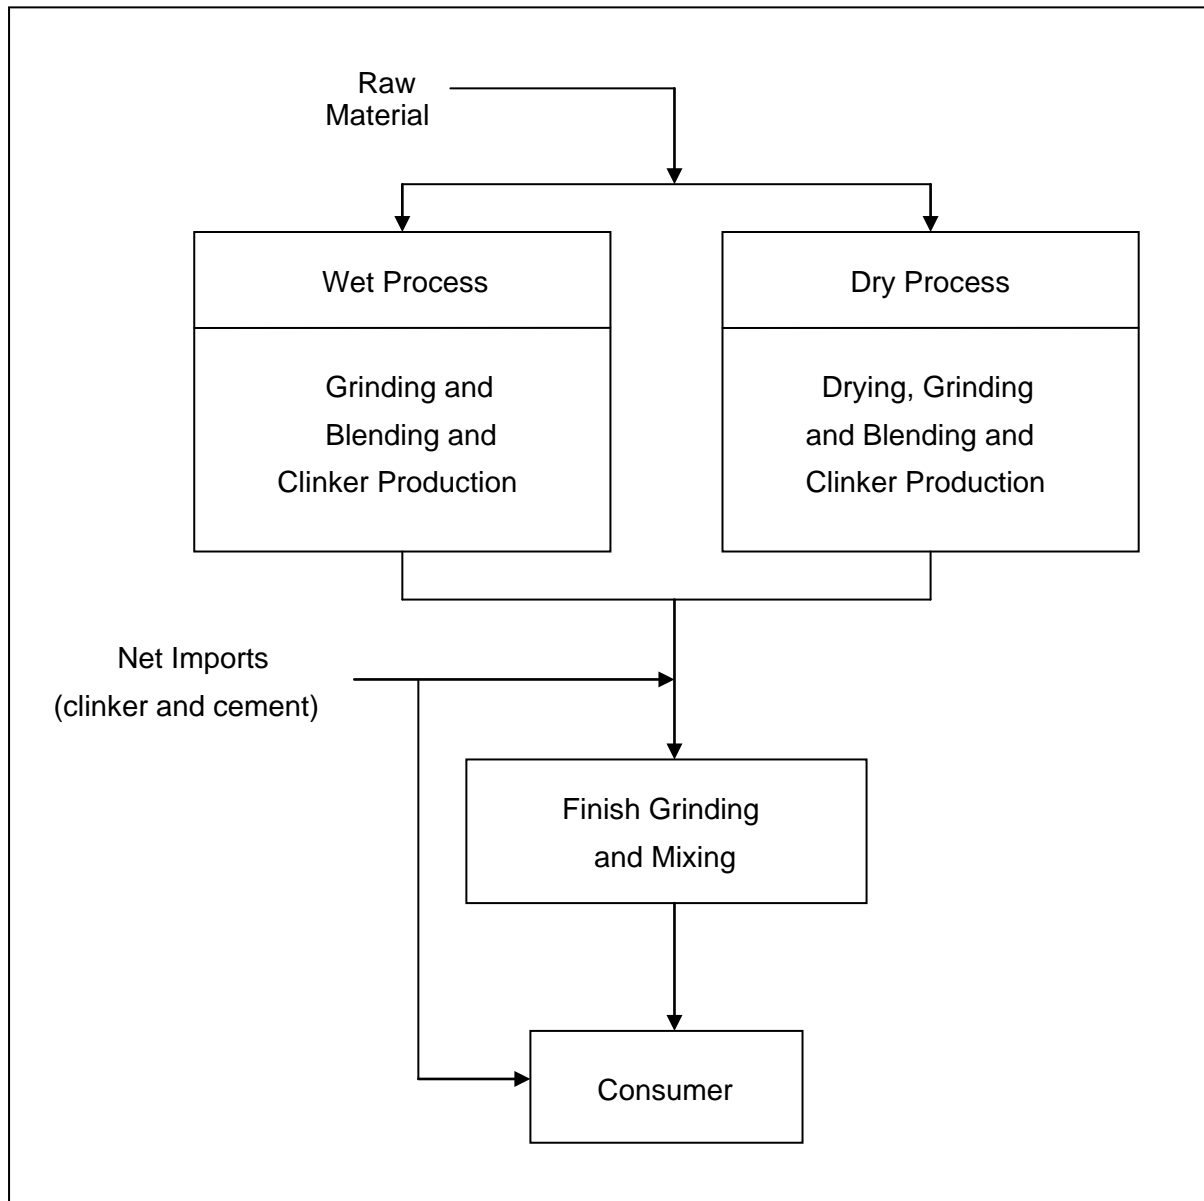 Raw
Material
Wet Process
Dry Process
Grinding and
Blending and
Clinker Production
Drying, Grinding
and Blending and
Clinker Production
Net Imports
(clinker and cement)
Finish Grinding
and Mixing
Consumer